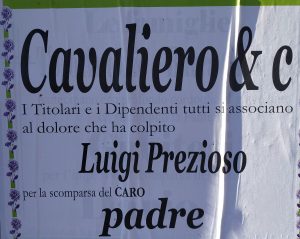 Cavaliero & c
I Titolari e i Dipendenti tutti si associano
al dolore che ha colpito
Luigi Prezioso
per la scomparsa del CARO
padre